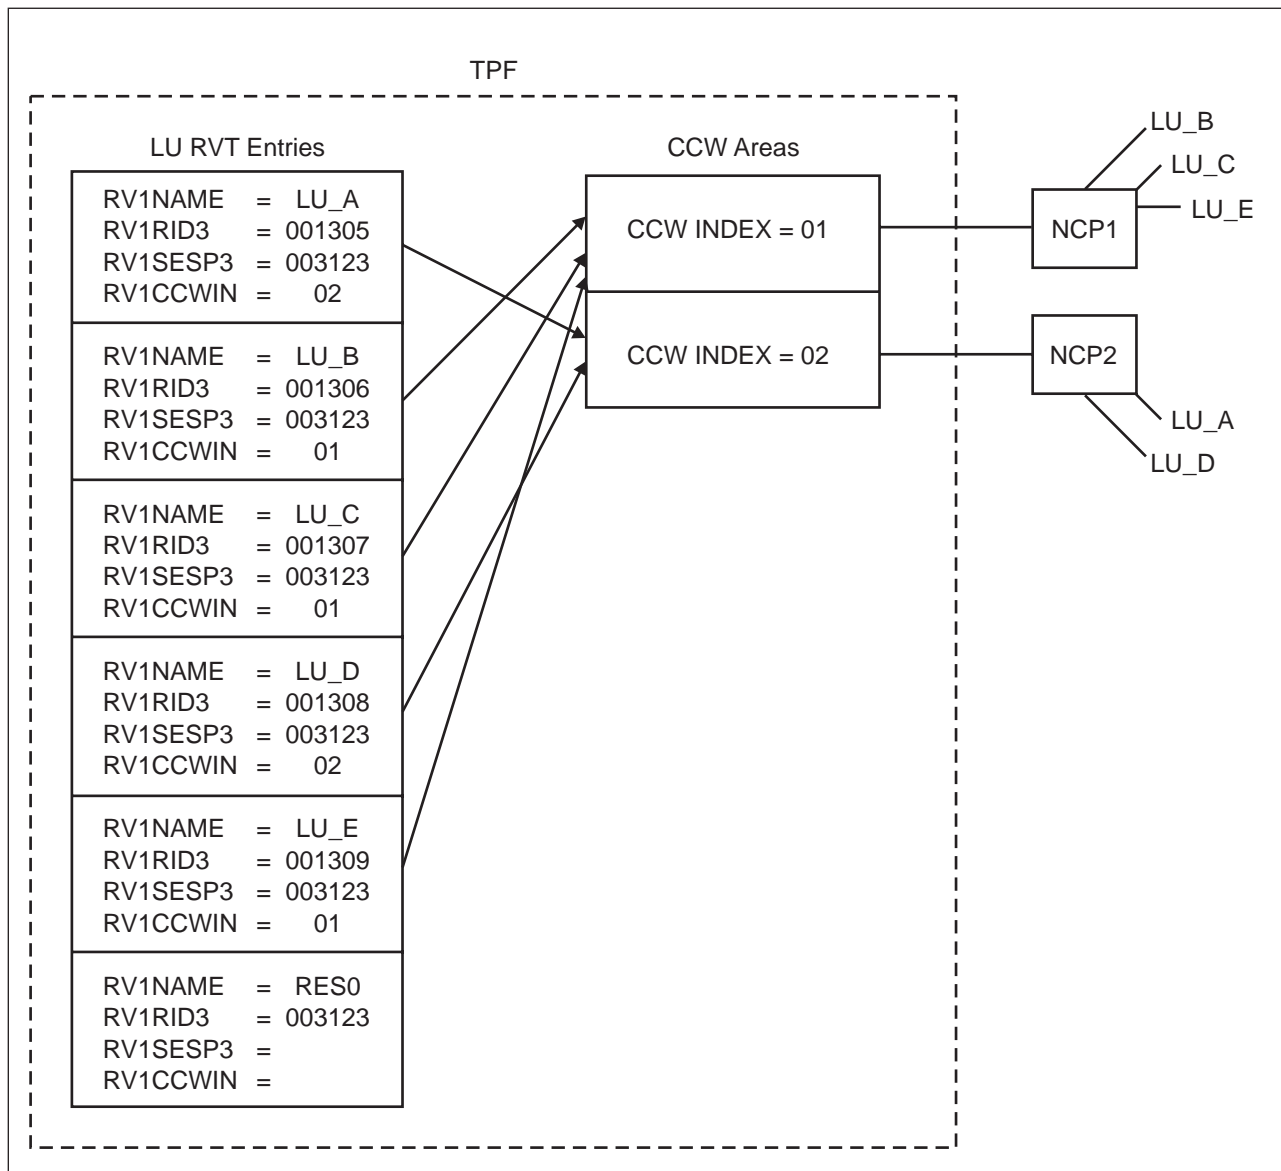 TPF
LU RVT Entries
RV1NAME = LU_A
RV1RID3 = 001305
RV1SESP3 = 003123
RV1CCWIN = 02
RV1NAME = LU_B
RV1RID3 = 001306
RV1SESP3 = 003123
RV1CCWIN = 01
RV1NAME = LU_C
RV1RID3 = 001307
RV1SESP3 = 003123
RV1CCWIN = 01
RV1NAME = LU_D
RV1RID3 = 001308
RV1SESP3 = 003123
RV1CCWIN = 02
RV1NAME = LU_E
RV1RID3 = 001309
RV1SESP3 = 003123
RV1CCWIN = 01
RV1NAME = RES0
RV1RID3 = 003123
RV1SESP3 =
RV1CCWIN =
CCW Areas
CCW INDEX = 01
CCW INDEX = 02
NCP1
LU_B
LU_C
LU_E
NCP2
LU_A
LU_D